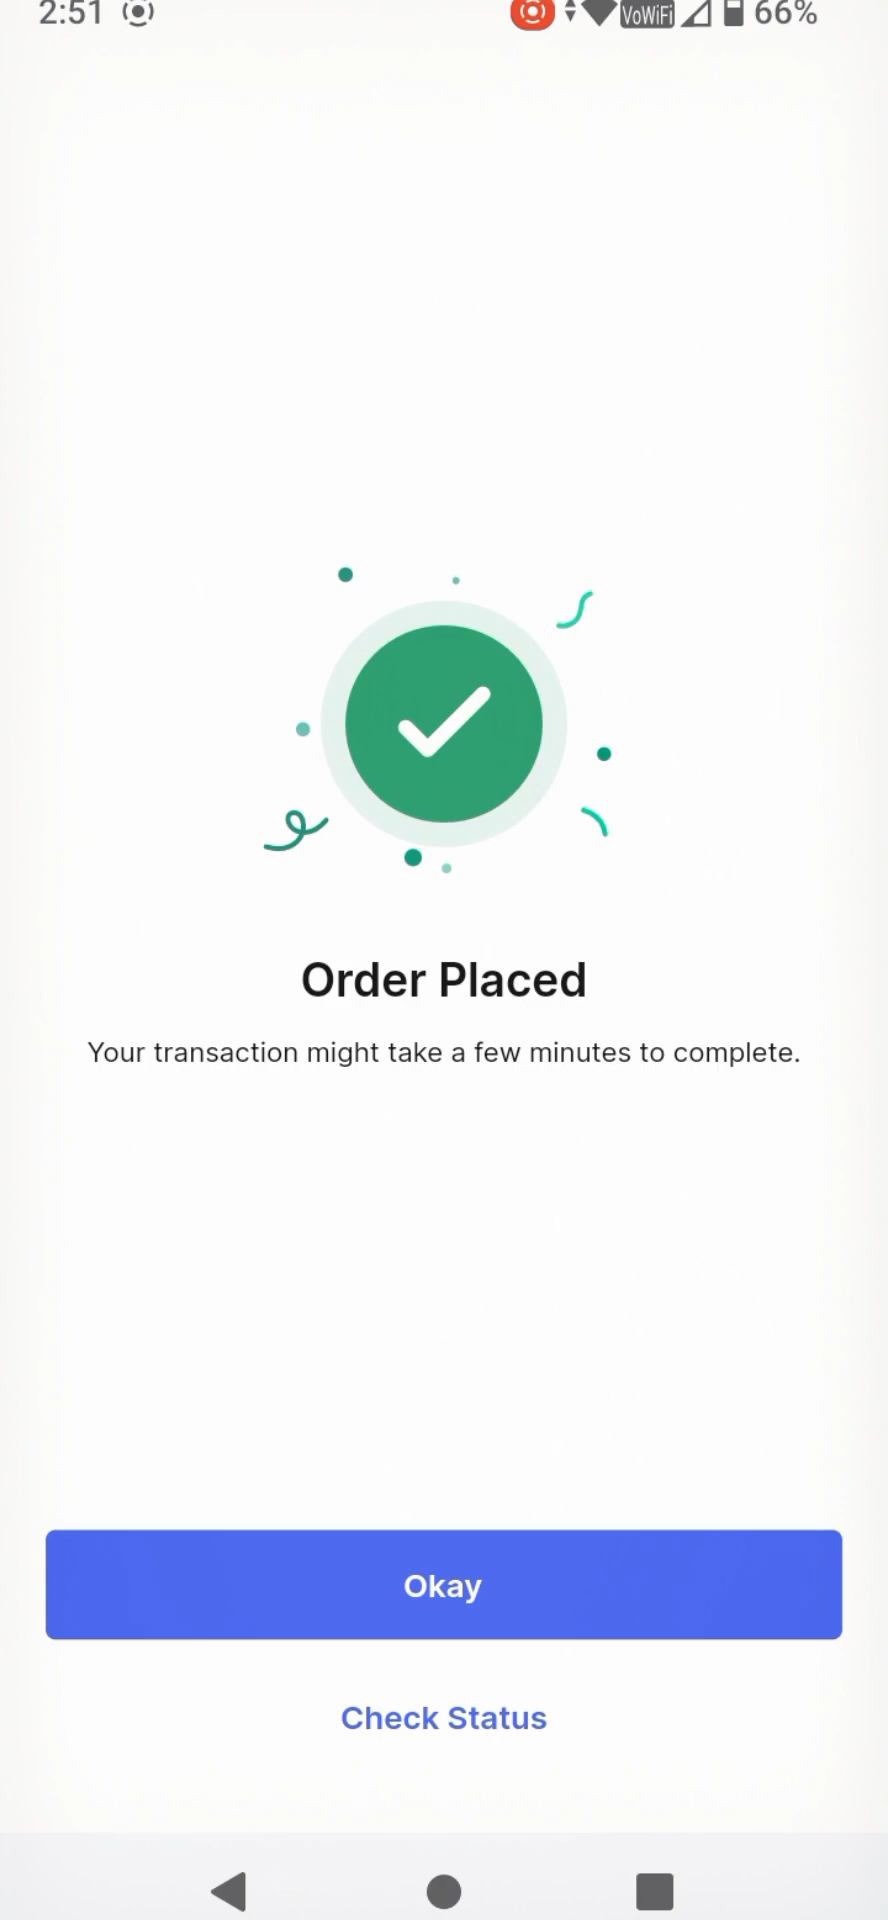 2:51 VoWiFi 66%
Order Placed
Your transaction might take a few minutes to complete.
Okay
Check Status